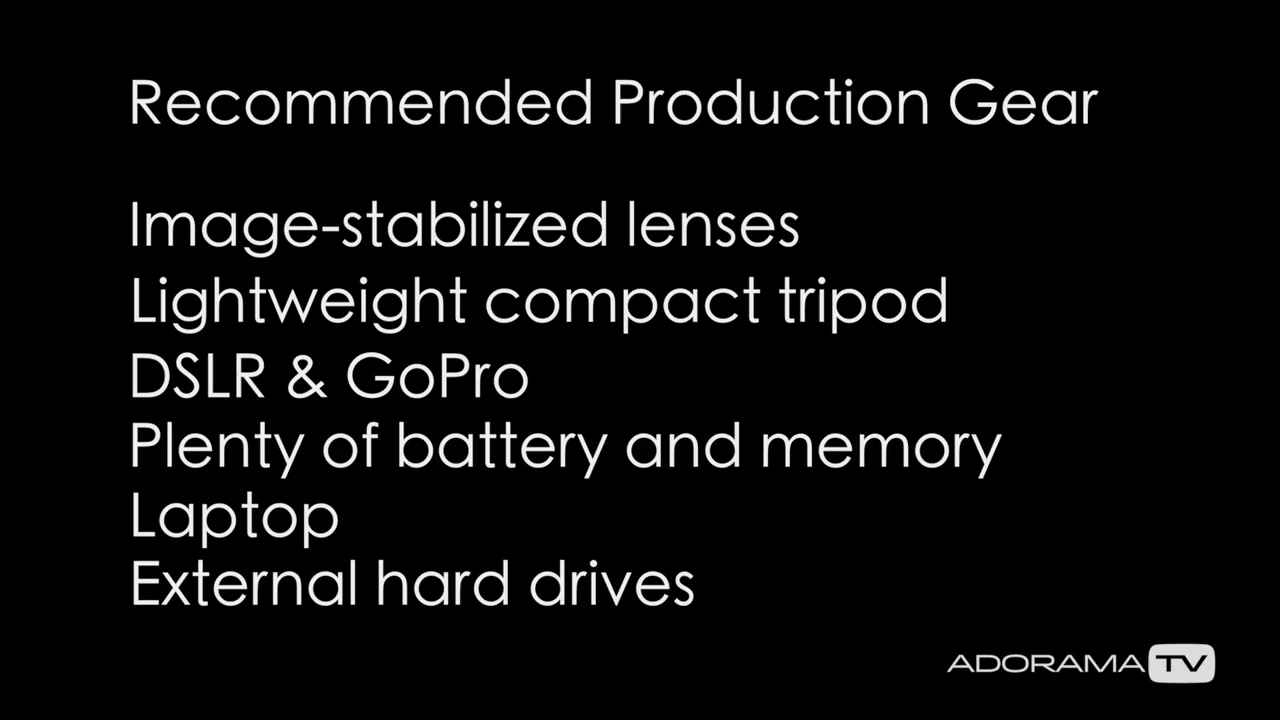 Recommended Production Gear
Image-stabilized lenses
Lightweight compact tripod
DSLR & GoPro
Plenty of battery and memory
Laptop
External hard drives
ADORAMA TV